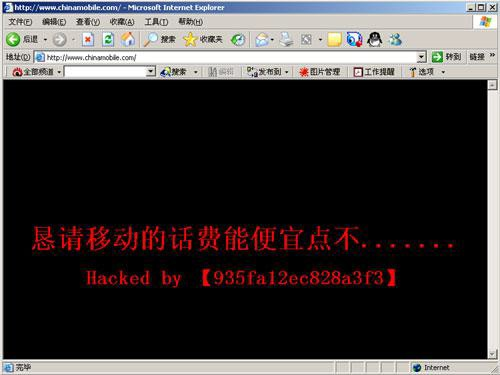 http://www.chinamobile.com/ - Microsoft Internet Explorer
文件(F) 编辑(E) 查看(V) 收藏(A) 工具(T) 帮助(H)
后退 搜索 收藏夹
地址(D) http://www.chinamobile.com/ 转到 链接 »
全部频道 搜索 编辑 发布到 图片管理 工作提醒 选项
恳请移动的话费能便宜点不.......
Hacked by 【935fa12ec828a3f3】
完毕 Internet